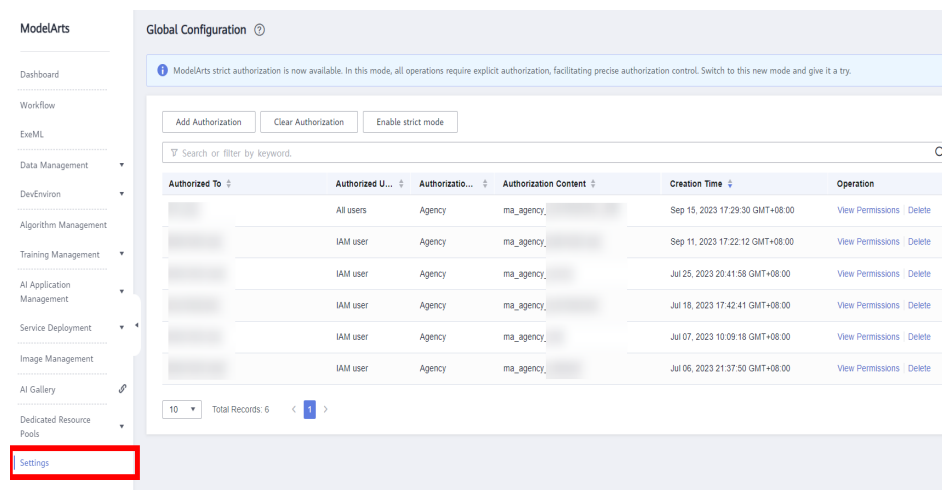 ModelArts
Dashboard
Workflow
ExeML
Data Management
DevEnviron
Algorithm Management
Training Management
AI Application
Management
Service Deployment
Image Management
AI Gallery
Dedicated Resource
Pools
Settings
Global Configuration
ModelArts strict authorization is now available. In this mode, all operations require explicit authorization, facilitating precise authorization control. Switch to this new mode and give it a try.
Add Authorization Clear Authorization Enable strict mode
Search or filter by keyword.
Authorized To Authorized U... Authorizatio... Authorization Content Creation Time Operation
All users Agency ma_agency_ Sep 15, 2023 17:29:30 GMT+08:00 View Permissions Delete
IAM user Agency ma_agency_ Sep 11, 2023 17:22:12 GMT+08:00 View Permissions Delete
IAM user Agency ma_agency_ Jul 25, 2023 20:41:58 GMT+08:00 View Permissions Delete
IAM user Agency ma_agency_ Jul 18, 2023 17:42:41 GMT+08:00 View Permissions Delete
IAM user Agency ma_agency_ Jul 07, 2023 10:09:18 GMT+08:00 View Permissions Delete
IAM user Agency ma_agency_ Jul 06, 2023 21:37:50 GMT+08:00 View Permissions Delete
10 Total Records: 6 < 1 >